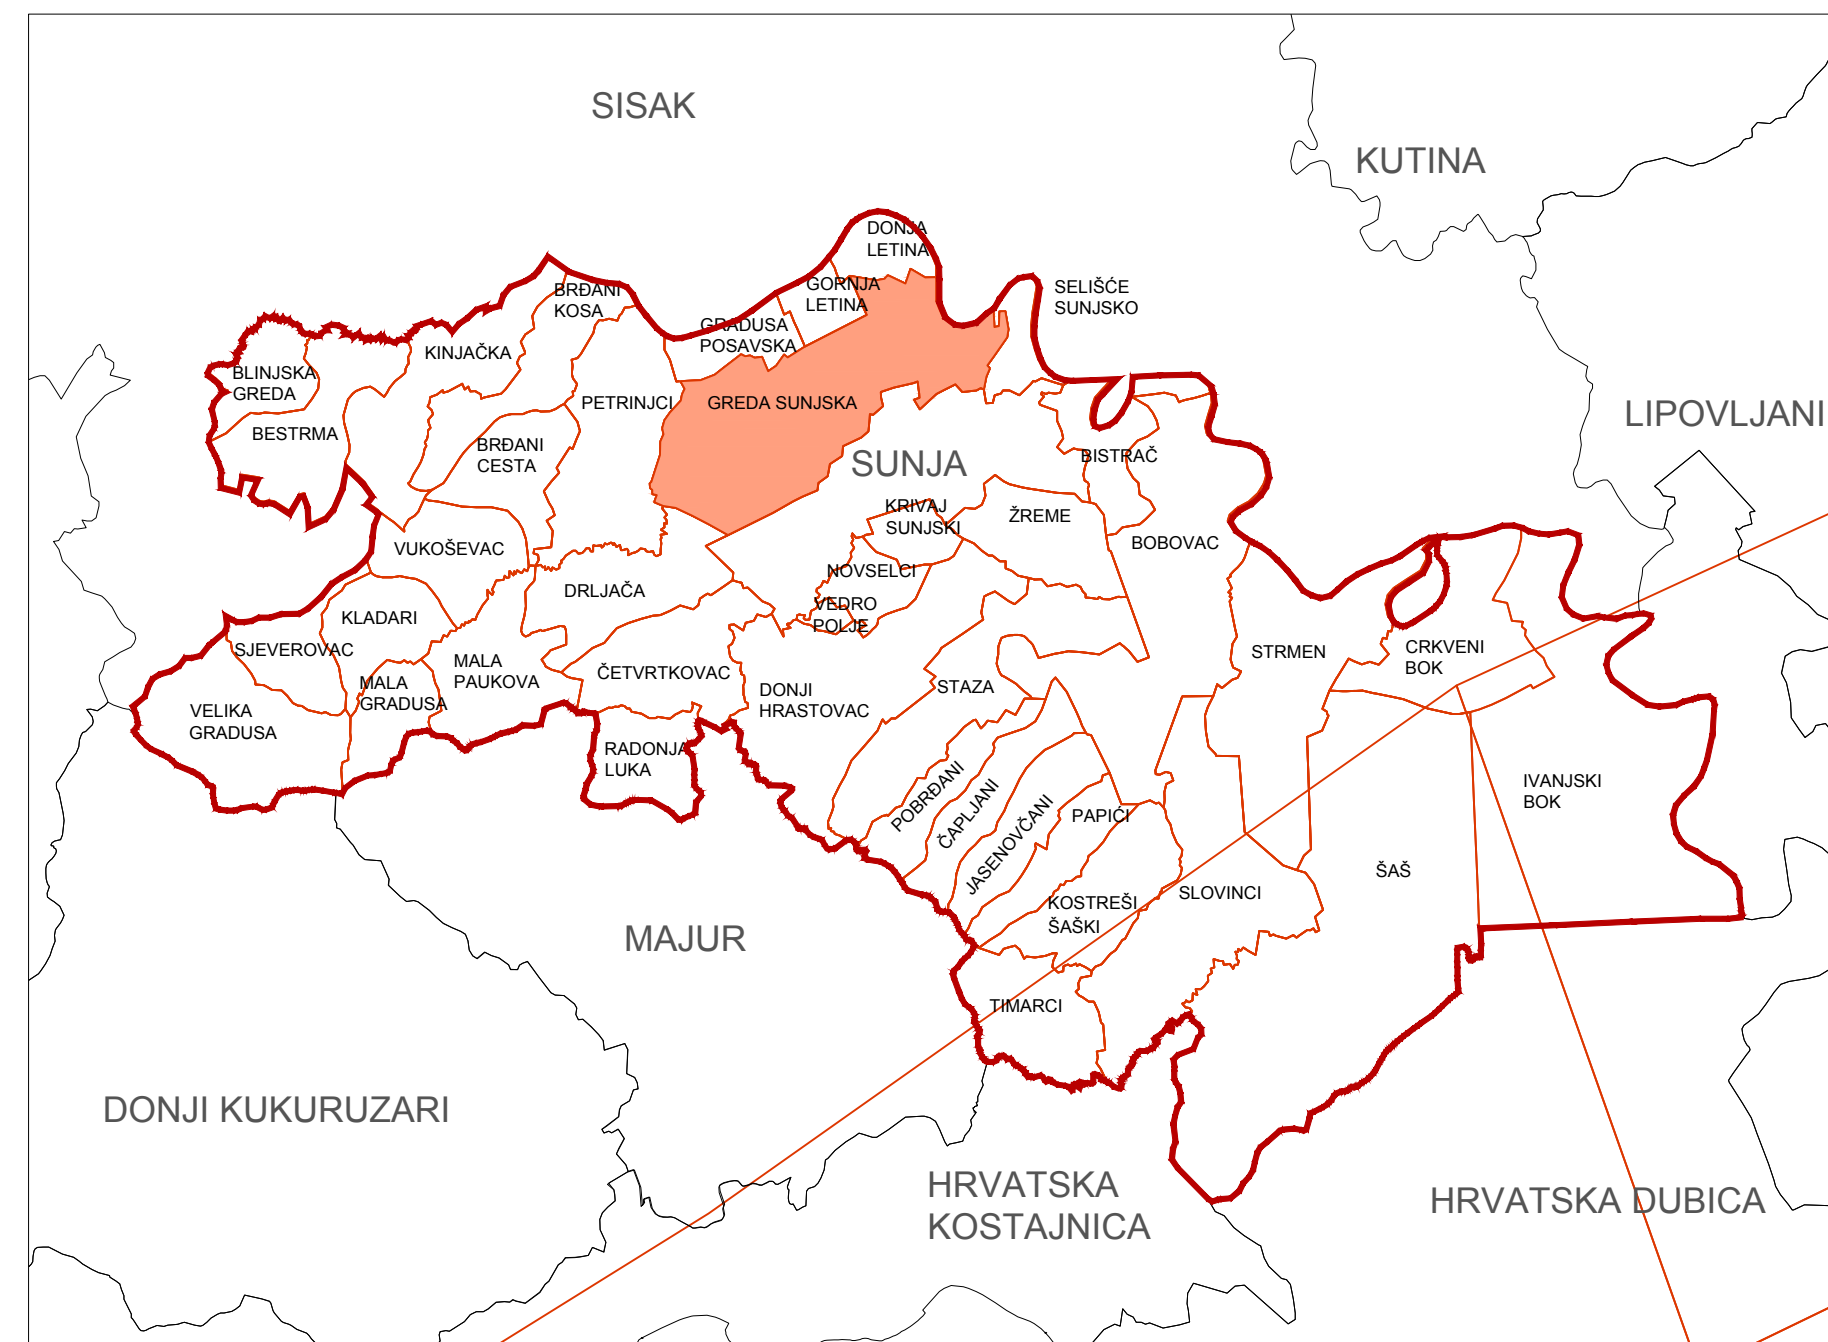 SISAK
KUTINA
DONJA
LETINA
SELIŠĆE
SUNJSKO
GORNJA
LETINA
BRĐANI
KOSA
GRADUSA
POSAVSKA
KINJAČKA
BLINJSKA
GREDA
PETRINJCI
GREDA SUNJSKA
LIPOVLJANI
BESTRMA
BRĐANI
CESTA
SUNJA
BISTRAČ
KRIVAJ
SUNJSKI
ŽREME
BOBOVAC
VUKOŠEVAC
NOVSELCI
DRLJAČA
VEDRO
POLJE
KLADARI
SJEVEROVAC
STRMEN
CRKVENI
BOK
MALA
PAUKOVA
ČETVRTKOVAC
MALA
GRADUSA
STAZA
DONJI
HRASTOVAC
VELIKA
GRADUSA
RADONJA
LUKA
IVANJSKI
BOK
POBRĐANI
ČAPLJANI
JASENOVČANI
PAPIĆI
ŠAŠ
SLOVINCI
KOSTREŠI
ŠAŠKI
MAJUR
TIMARCI
DONJI KUKURUZARI
HRVATSKA
KOSTAJNICA
HRVATSKA DUBICA